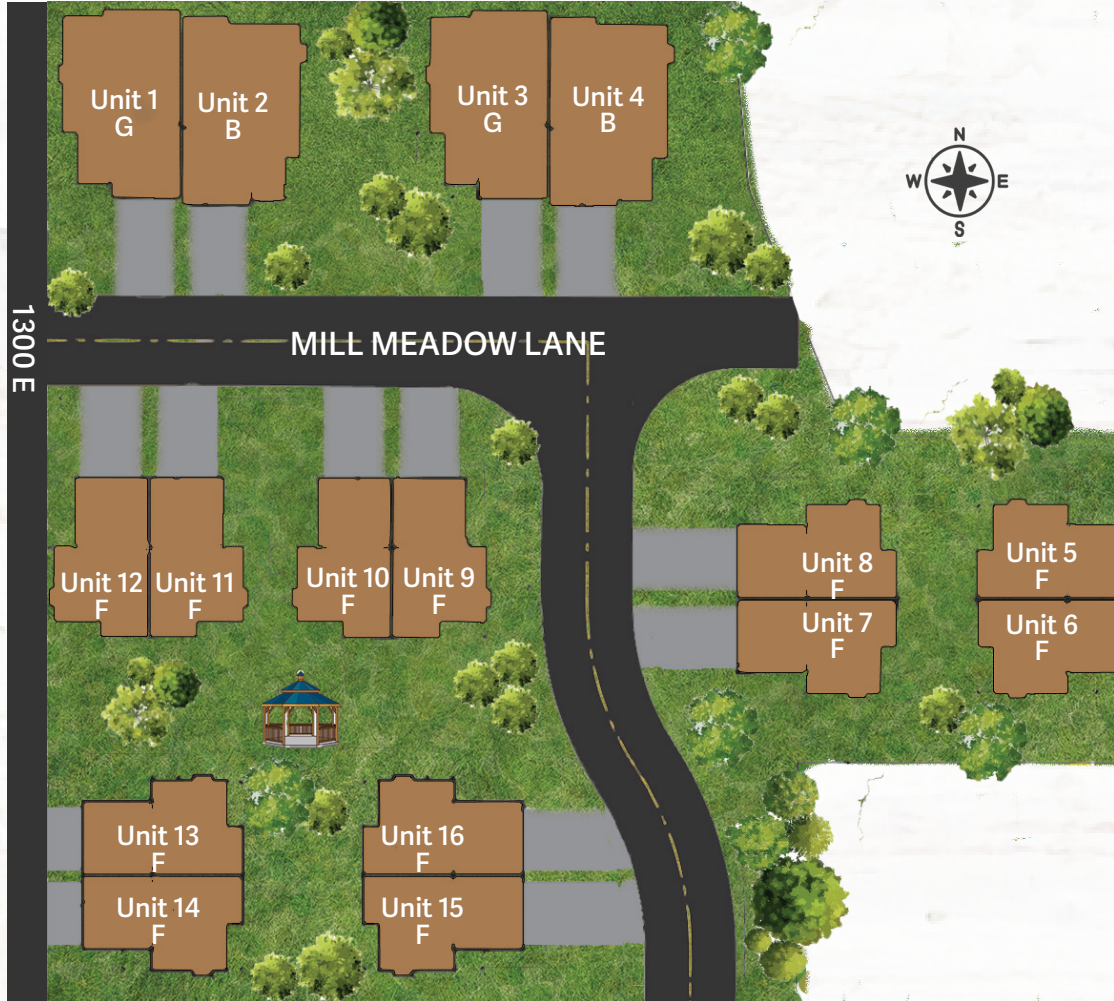 Unit 1
G
Unit 2
B
Unit 3
G
Unit 4
B
N
W
E
S
1300 E
MILL MEADOW LANE
Unit 8
F
Unit 5
F
Unit 12
F
Unit 11
F
Unit 10
F
Unit 9
F
Unit 7
F
Unit 6
F
Unit 13
F
Unit 16
F
Unit 14
F
Unit 15
F